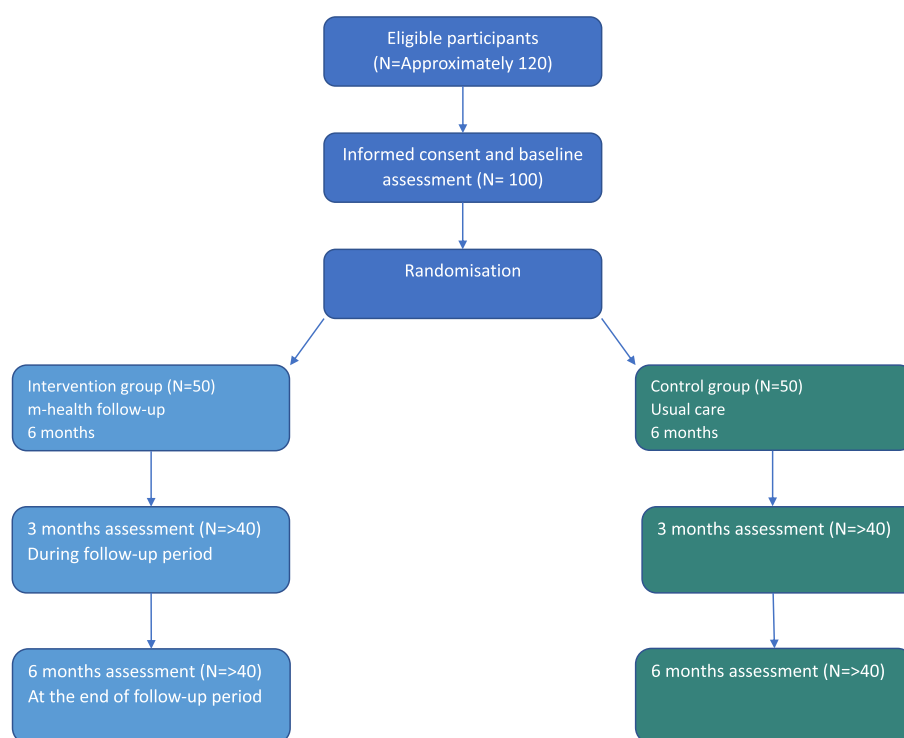 Eligible participants
(N=Approximately 120)
Informed consent and baseline
assessment (N= 100)
Randomisation
Intervention group (N=50)
m-health follow-up
6 months
Control group (N=50)
Usual care
6 months
3 months assessment (N=>40)
During follow-up period
3 months assessment (N=>40)
6 months assessment (N=>40)
At the end of follow-up period
6 months assessment (N=>40)